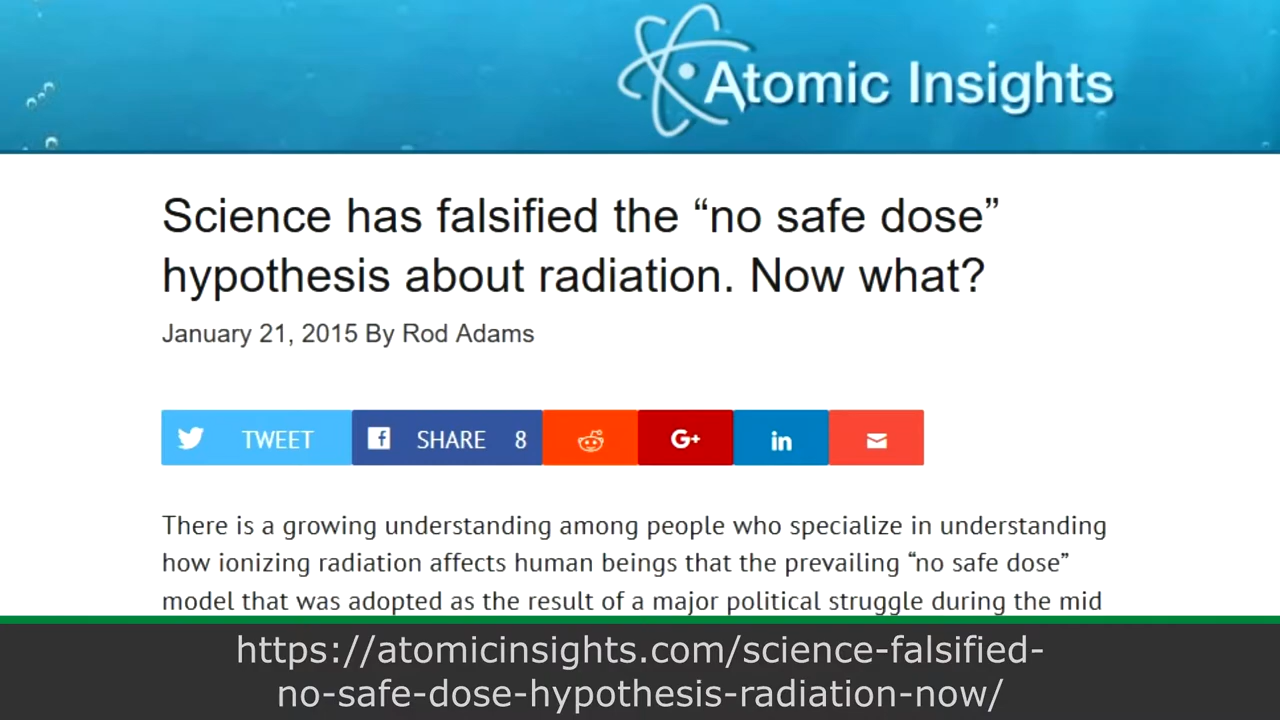 Atomic Insights
Science has falsified the “no safe dose”
hypothesis about radiation. Now what?
January 21, 2015 By Rod Adams
TWEET
SHARE 8
G+
in
There is a growing understanding among people who specialize in understanding
how ionizing radiation affects human beings that the prevailing “no safe dose”
model that was adopted as the result of a major political struggle during the mid
https://atomicinsights.com/science-falsified-
no-safe-dose-hypothesis-radiation-now/